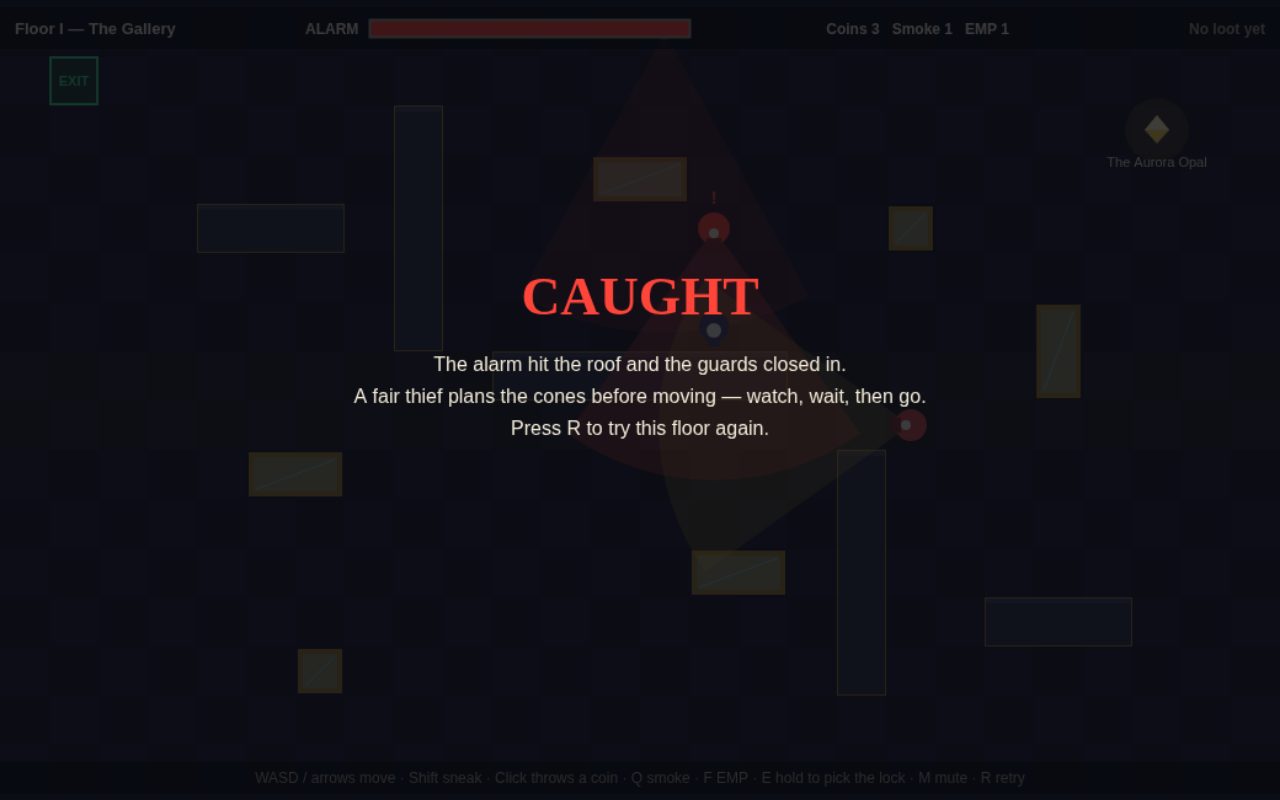 Floor I — The Gallery
ALARM
Coins 3 Smoke 1 EMP 1
No loot yet
EXIT
The Aurora Opal
!
CAUGHT
The alarm hit the roof and the guards closed in.
A fair thief plans the cones before moving — watch, wait, then go.
Press R to try this floor again.
WASD / arrows move · Shift sneak · Click throws a coin · Q smoke · F EMP · E hold to pick the lock · M mute · R retry